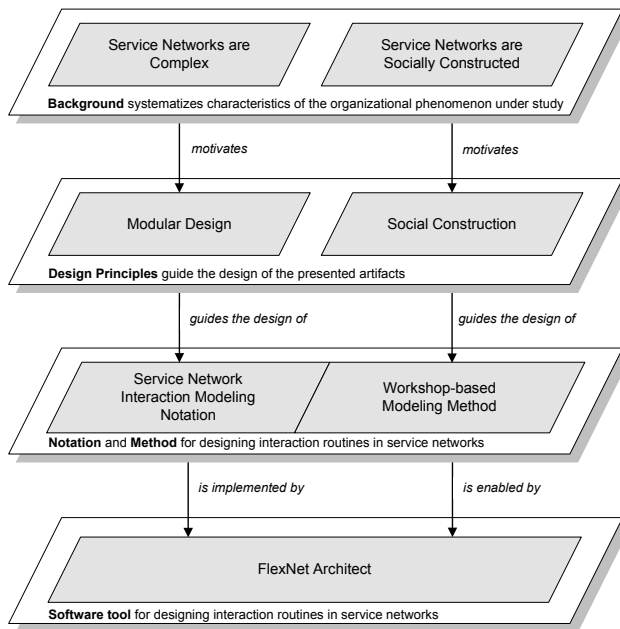 Service Networks are
Complex
Service Networks are
Socially Constructed
Background systematizes characteristics of the organizational phenomenon under study
motivates
motivates
Modular Design
Social Construction
Design Principles guide the design of the presented artifacts
guides the design of
guides the design of
Service Network
Interaction Modeling
Notation
Workshop-based
Modeling Method
Notation and Method for designing interaction routines in service networks
is implemented by
is enabled by
FlexNet Architect
Software tool for designing interaction routines in service networks